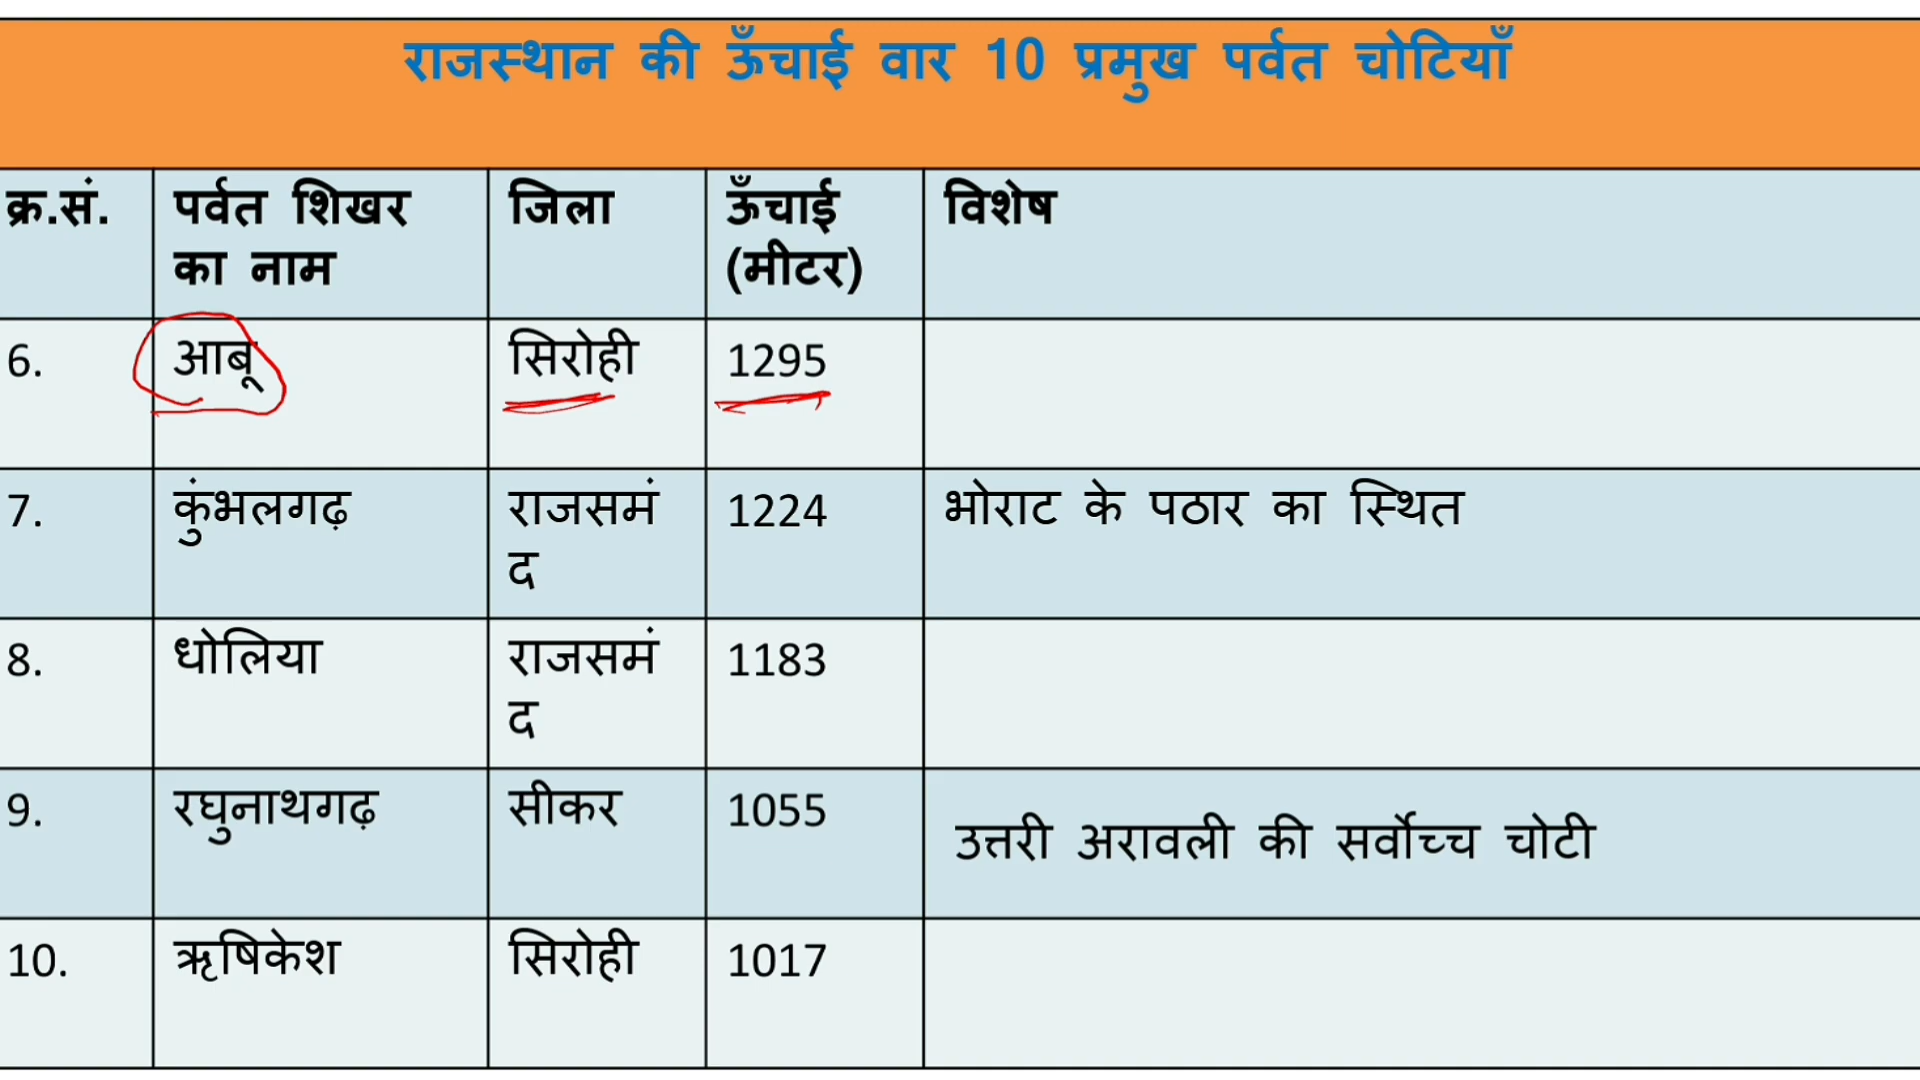 राजस्थान की ऊँचाई वार 10 प्रमुख पर्वत चोटियाँ
क्र.सं. पर्वत शिखर का नाम जिला ऊँचाई (मीटर) विशेष
6. आबू सिरोही 1295
7. कुंभलगढ़ राजसमंद 1224 भोराट के पठार का स्थित
8. धोलिया राजसमंद 1183
9. रघुनाथगढ़ सीकर 1055 उत्तरी अरावली की सर्वोच्च चोटी
10. ऋषिकेश सिरोही 1017